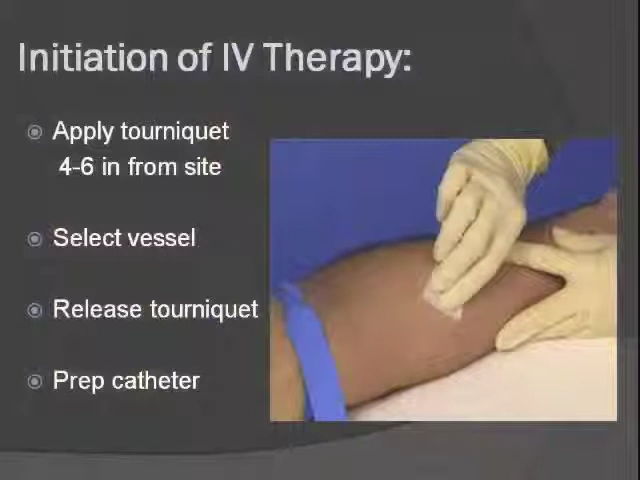 Initiation of IV Therapy:
Apply tourniquet
4-6 in from site
Select vessel
Release tourniquet
Prep catheter